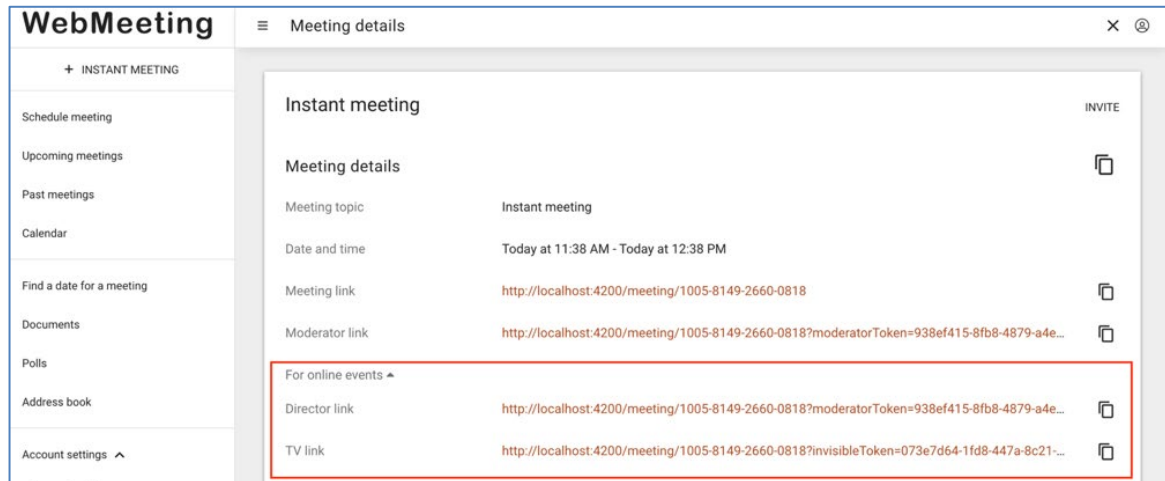 WebMeeting
≡ Meeting details
+ INSTANT MEETING
Schedule meeting
Upcoming meetings
Past meetings
Calendar
Find a date for a meeting
Documents
Polls
Address book
Account settings
Instant meeting INVITE
Meeting details
Meeting topic Instant meeting
Date and time Today at 11:38 AM - Today at 12:38 PM
Meeting link http://localhost:4200/meeting/1005-8149-2660-0818
Moderator link http://localhost:4200/meeting/1005-8149-2660-0818?moderatorToken=938ef415-8fb8-4879-a4e...
For online events
Director link http://localhost:4200/meeting/1005-8149-2660-0818?moderatorToken=938ef415-8fb8-4879-a4e...
TV link http://localhost:4200/meeting/1005-8149-2660-0818?invisibleToken=073e7d64-1fd8-447a-8c21-...